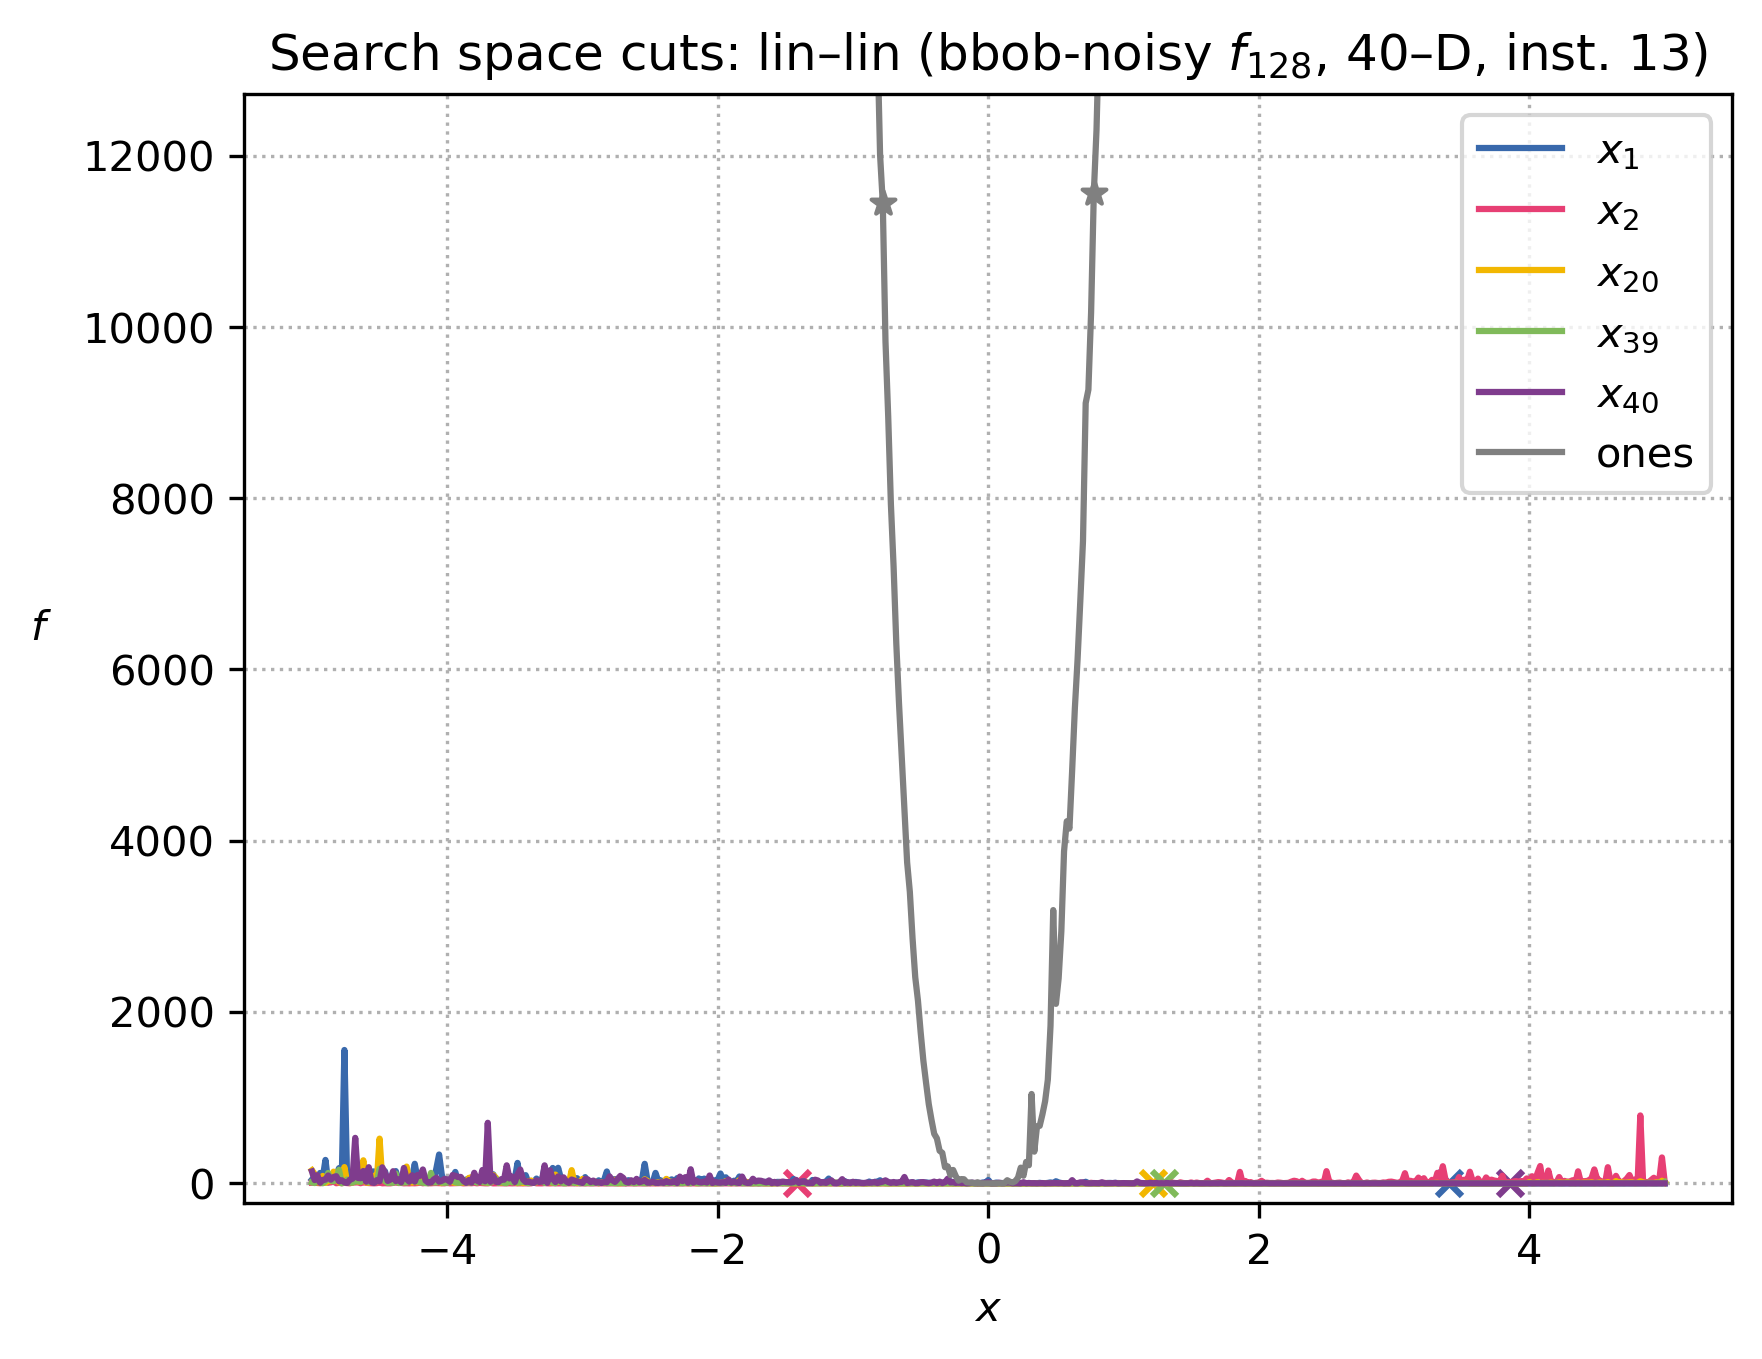 Search space cuts: lin–lin (bbob-noisy f₁₂₈, 40–D, inst. 13)
12000
10000
8000
6000
4000
2000
0
f
−4
−2
0
2
4
x
x₁
x₂
x₂₀
x₃₉
x₄₀
ones